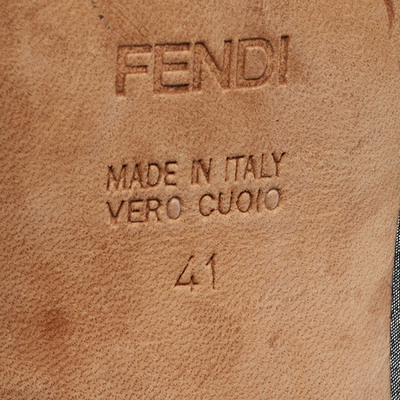 FENDI
MADE IN ITALY
VERO CUOIO
41